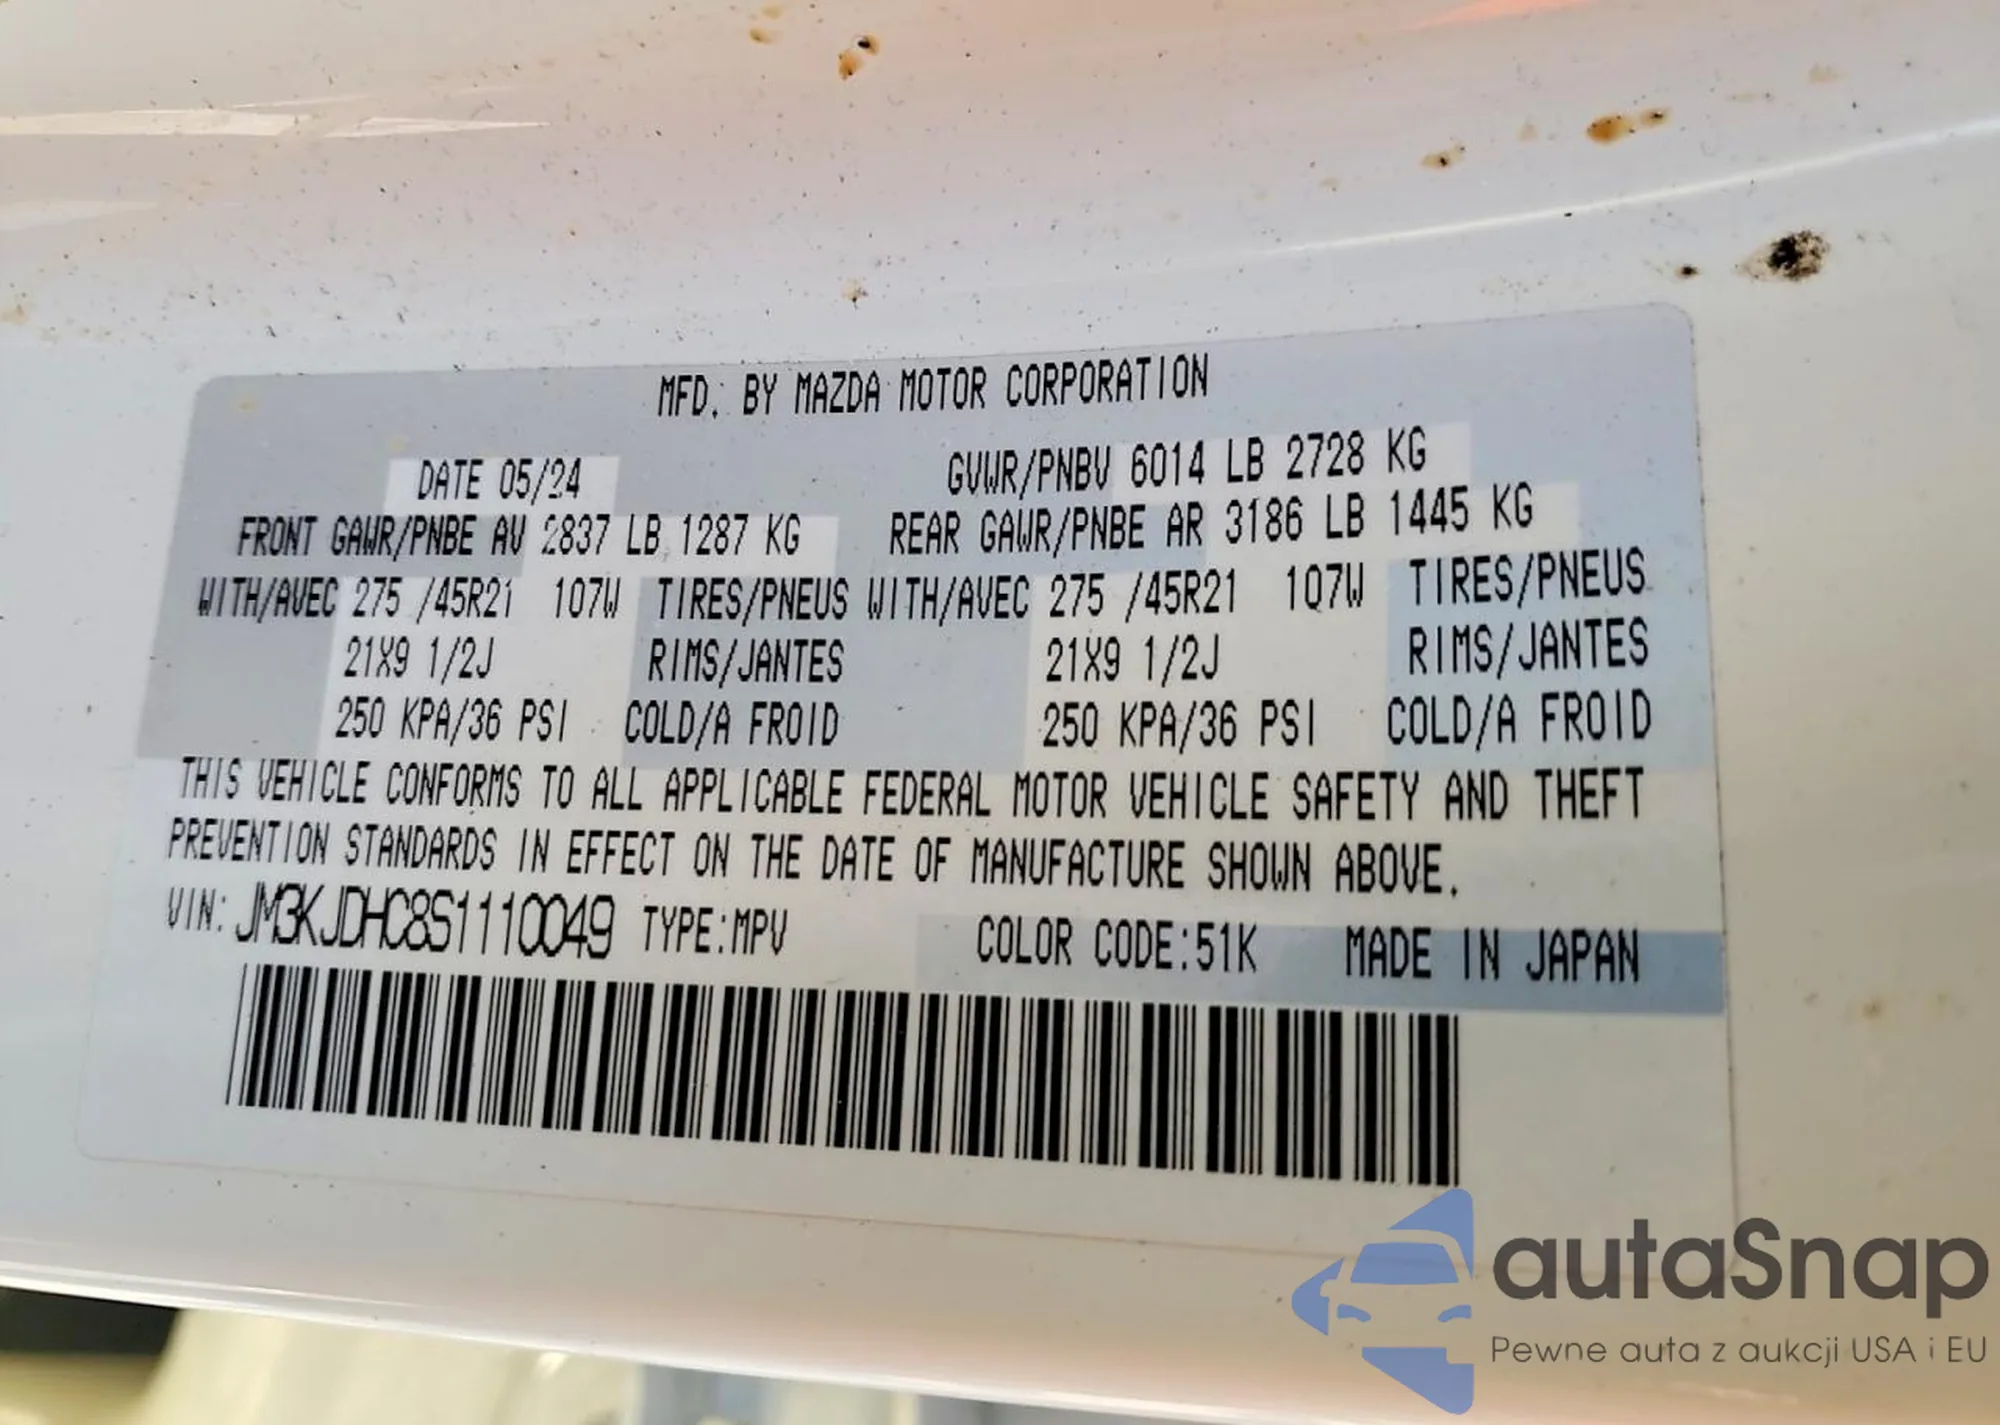 MFD. BY MAZDA MOTOR CORPORATION
DATE 05/24 GVWR/PNBV 6014 LB 2728 KG
FRONT GAWR/PNBE AV 2837 LB 1287 KG REAR GAWR/PNBE AR 3186 LB 1445 KG
WITH/AVEC 275 /45R21 107W TIRES/PNEUS WITH/AVEC 275 /45R21 107W TIRES/PNEUS
21X9 1/2J RIMS/JANTES 21X9 1/2J RIMS/JANTES
250 KPA/36 PSI COLD/A FROID 250 KPA/36 PSI COLD/A FROID
THIS VEHICLE CONFORMS TO ALL APPLICABLE FEDERAL MOTOR VEHICLE SAFETY AND THEFT
PREVENTION STANDARDS IN EFFECT ON THE DATE OF MANUFACTURE SHOWN ABOVE.
VIN: JM3KJDHC8S1110049 TYPE:MPV COLOR CODE:51K MADE IN JAPAN
autaSnap
Pewne auta z aukcji USA i EU